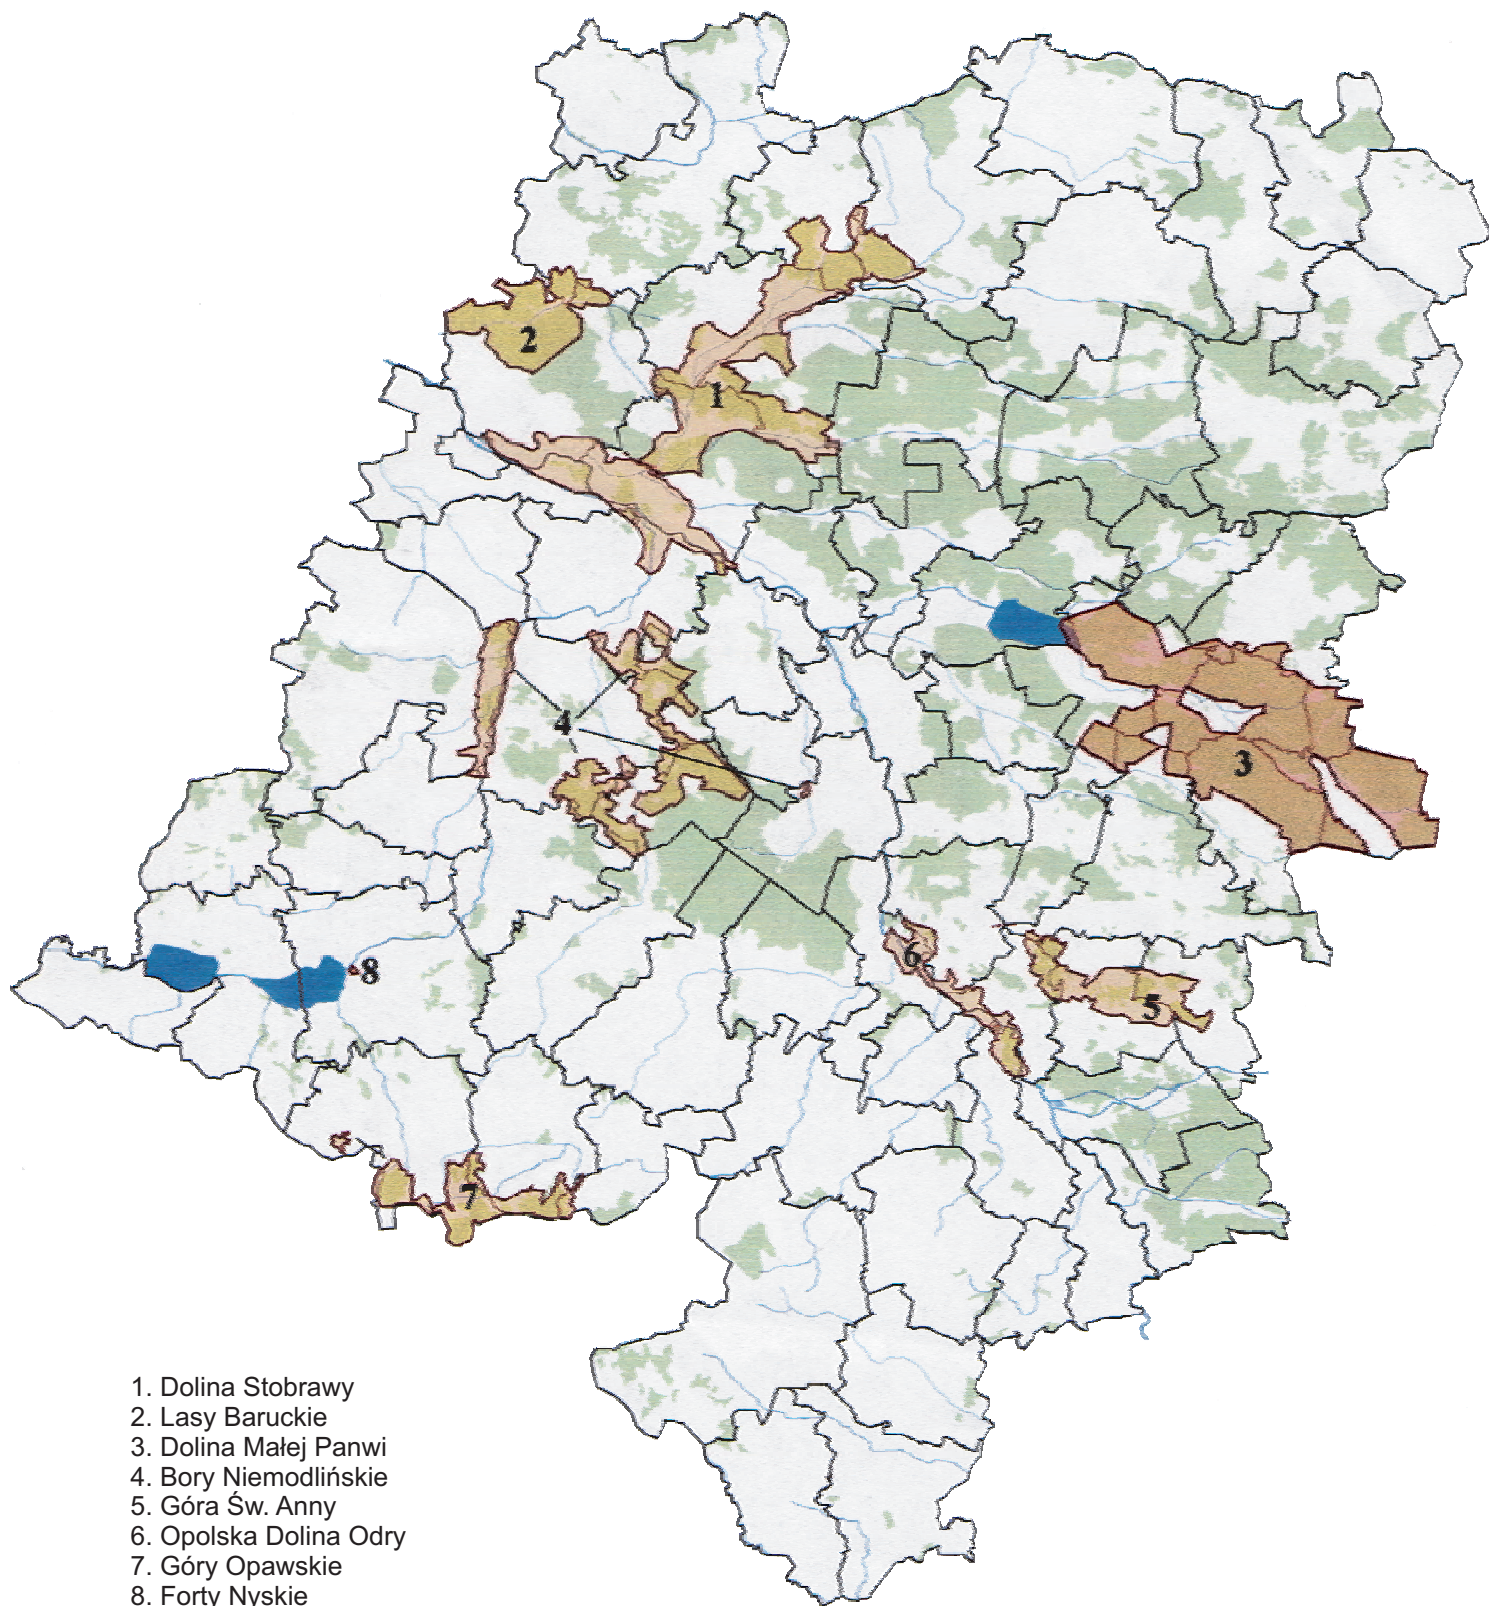 2
1
4
3
8
6
5
7
1. Dolina Stobrawy
2. Lasy Baruckie
3. Dolina Małej Panwi
4. Bory Niemodlińskie
5. Góra Św. Anny
6. Opolska Dolina Odry
7. Góry Opawskie
8. Forty Nyskie